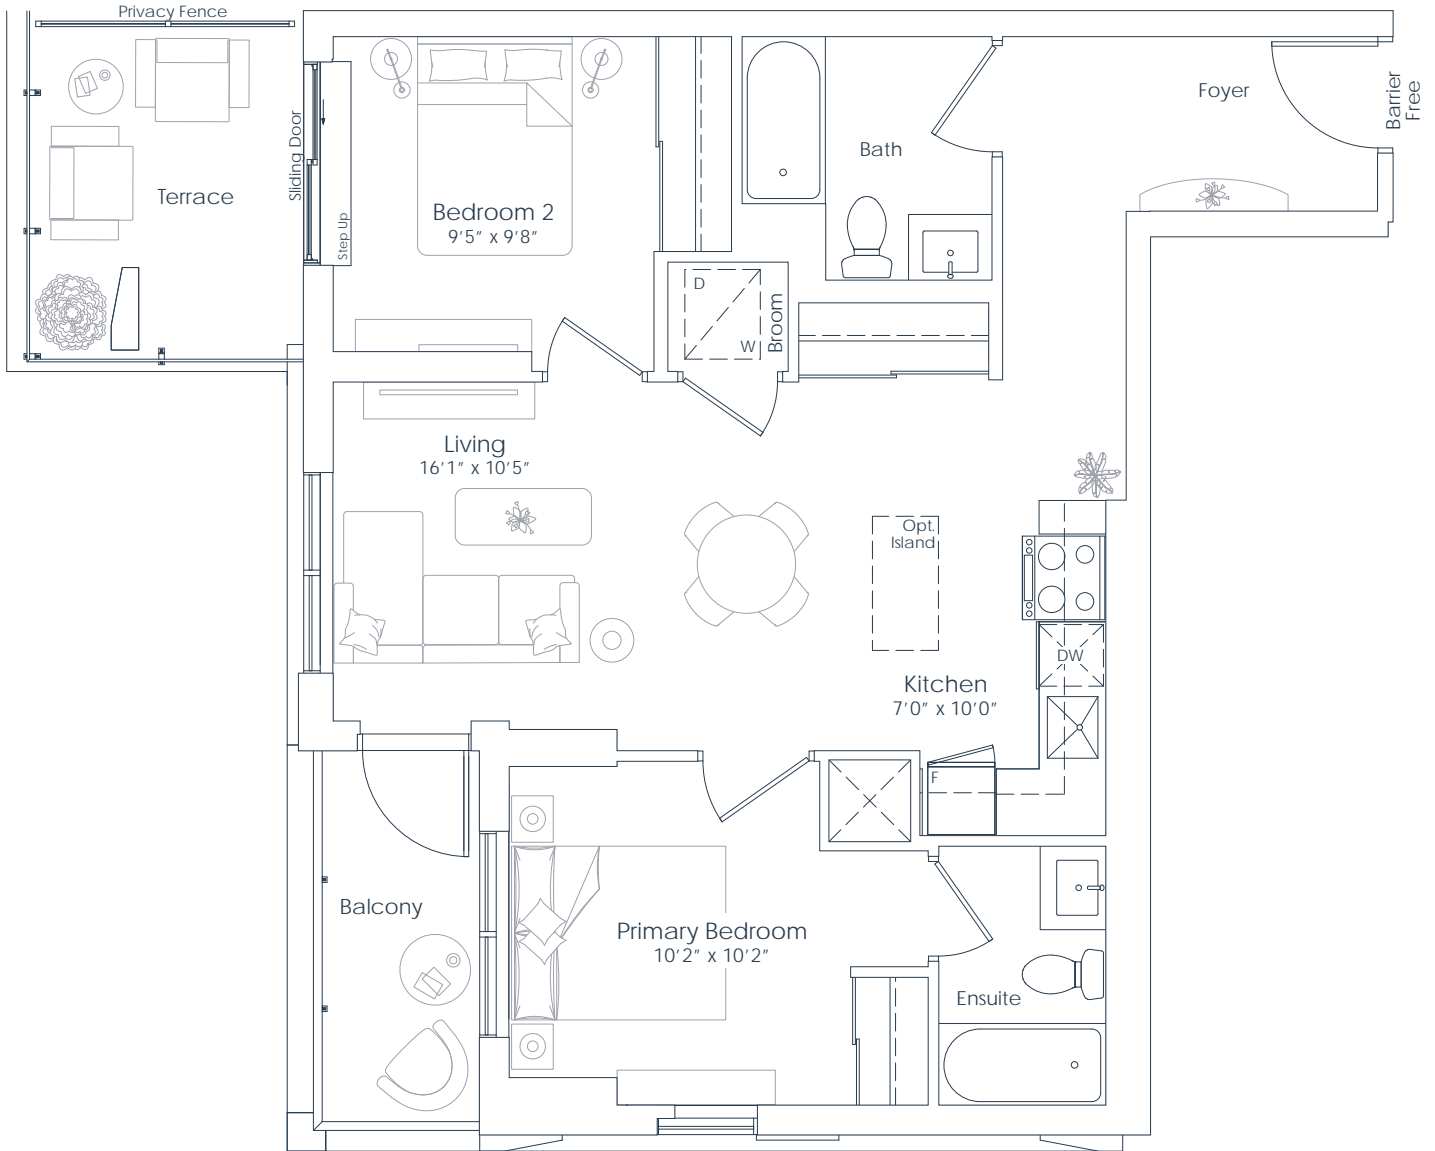 Privacy Fence
Foyer
Barrier
Free
Bath
Sliding Door
Terrace
Bedroom 2
9'5" x 9'8"
Step Up
D
W
Broom
Living
16'1" x 10'5"
Opt.
Island
DW
Kitchen
7'0" x 10'0"
F
Balcony
Primary Bedroom
10'2" x 10'2"
Ensuite